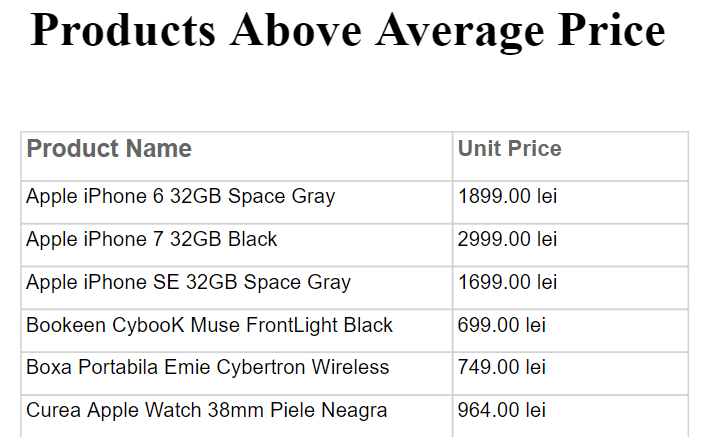 Products Above Average Price
Product Name Unit Price
Apple iPhone 6 32GB Space Gray 1899.00 lei
Apple iPhone 7 32GB Black 2999.00 lei
Apple iPhone SE 32GB Space Gray 1699.00 lei
Bookeen CybooK Muse FrontLight Black 699.00 lei
Boxa Portabila Emie Cybertron Wireless 749.00 lei
Curea Apple Watch 38mm Piele Neagra 964.00 lei